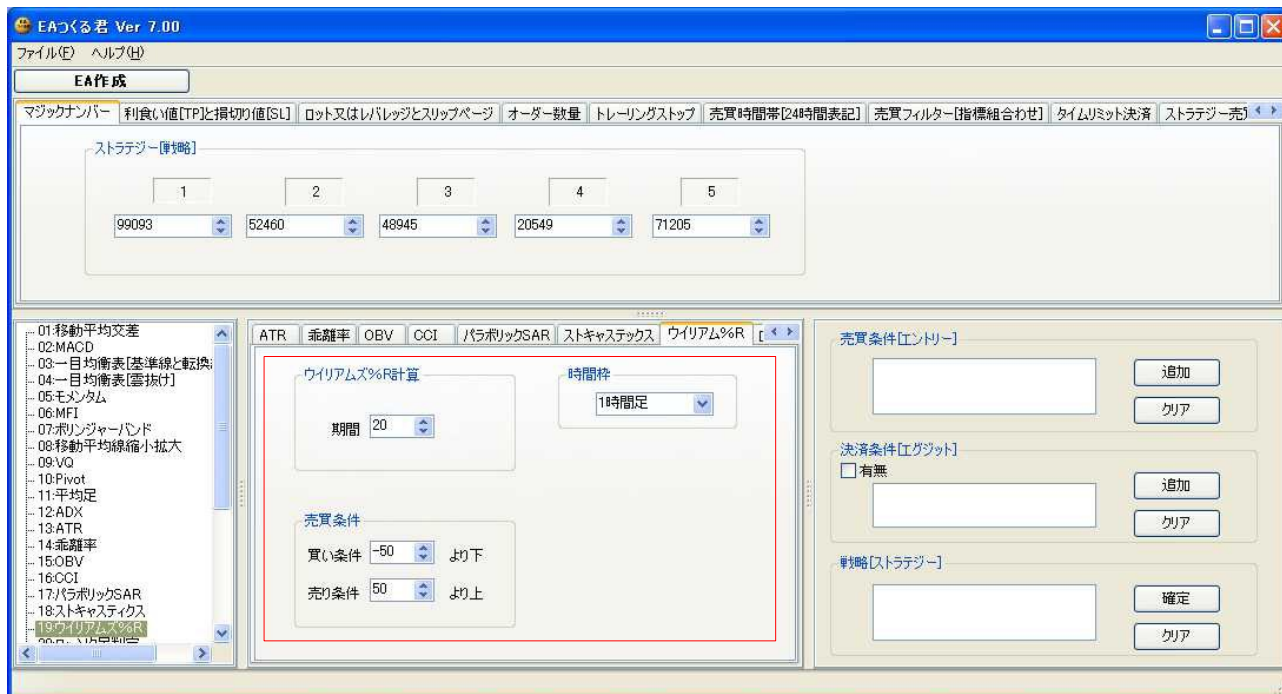 EAつくる君 Ver 7.00
ファイル(F) ヘルプ(H)
EA作成
マジックナンバー 利食い値[TP]と損切り値[SL] ロット又はレバレッジとスリップページ オーダー数量 トレーリングストップ 売買時間帯[24時間表記] 売買フィルター[指標組合わせ] タイムリミット決済 ストラテジー売
ストラテジー[戦略]
1 2 3 4 5
99093 52460 48945 20549 71205
01:移動平均交差
02:MACD
03:一目均衡表[基準線と転換
04:一目均衡表[雲抜け]
05:モメンタム
06:MFI
07:ボリンジャーバンド
08:移動平均線縮小拡大
09:VQ
10:Pivot
11:平均足
12:ADX
13:ATR
14:乖離率
15:OBV
16:CCI
17:パラボリックSAR
18:ストキャスティクス
19:ウイリアムズ%R
ATR 乖離率 OBV CCI パラボリックSAR ストキャステックス ウイリアム%R
ウイリアムズ%R計算
期間 20
時間枠
1時間足
売買条件
買い条件 -50 より下
売り条件 50 より上
売買条件[エントリー]
追加
クリア
決済条件[エグジット]
有無
追加
クリア
戦略[ストラテジー]
確定
クリア